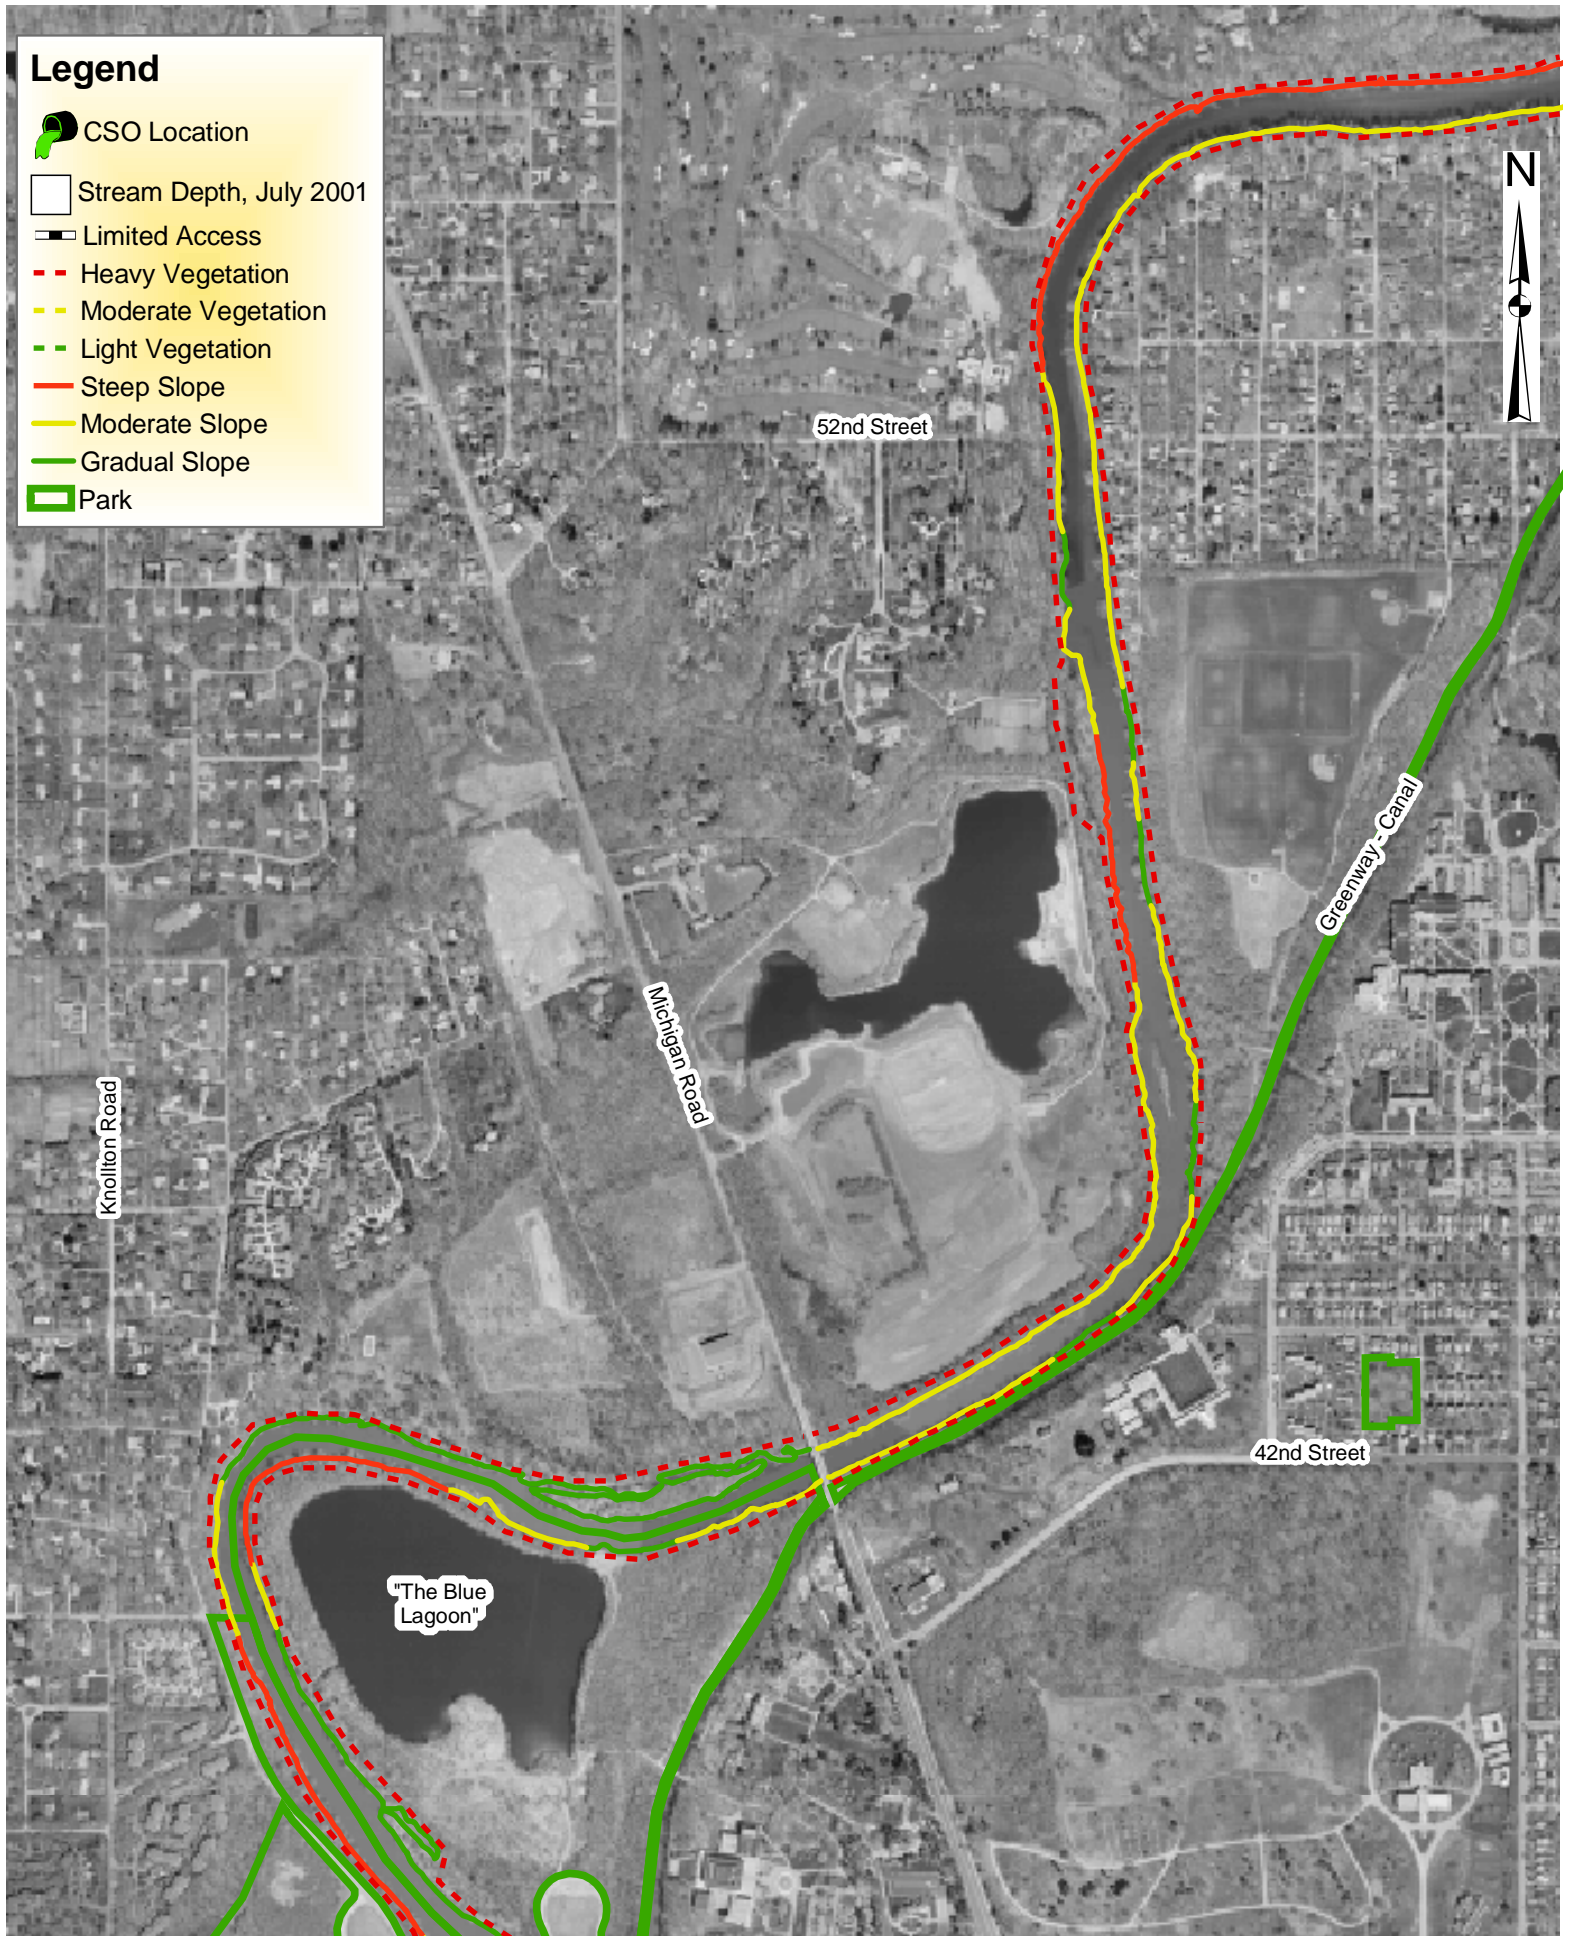 Legend
CSO Location
Stream Depth, July 2001
Limited Access
Heavy Vegetation
Moderate Vegetation
Light Vegetation
Steep Slope
Moderate Slope
Gradual Slope
Park
N
52nd Street
Greenway - Canal
Michigan Road
Knollton Road
42nd Street
"The Blue
Lagoon"